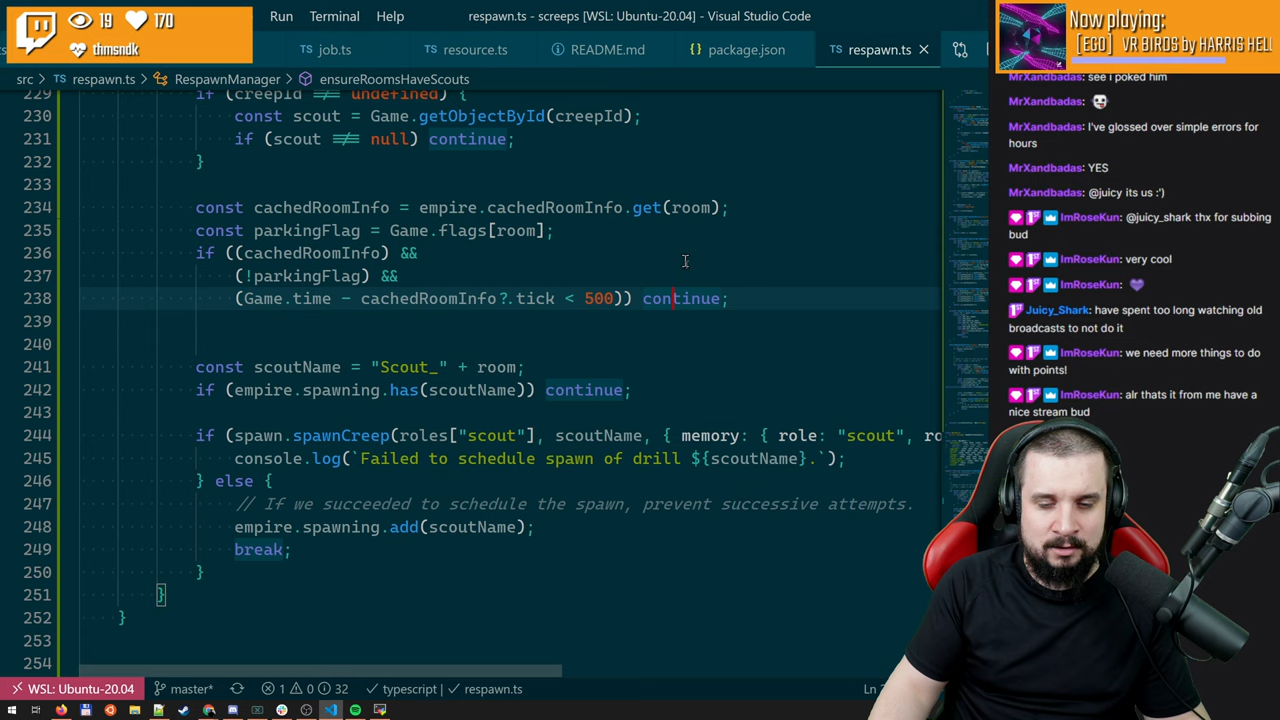 19 170
thmsndk
Run Terminal Help respawn.ts - screeps [WSL: Ubuntu-20.04] - Visual Studio Code
job.ts resource.ts README.md package.json respawn.ts
src > respawn.ts > RespawnManager > ensureRoomsHaveScouts
229 if (creepId ≢ undefined) {
230 const scout = Game.getObjectById(creepId);
231 if (scout ≢ null) continue;
232 }
233
234 const cachedRoomInfo = empire.cachedRoomInfo.get(room);
235 const parkingFlag = Game.flags[room];
236 if ((cachedRoomInfo) &&
237 (!parkingFlag) &&
238 (Game.time - cachedRoomInfo?.tick < 500)) continue;
239
240
241 const scoutName = "Scout_" + room;
242 if (empire.spawning.has(scoutName)) continue;
243
244 if (spawn.spawnCreep(roles["scout"], scoutName, { memory: { role: "scout", ro
245 console.log(`Failed to schedule spawn of drill ${scoutName}.`);
246 } else {
247 // If we succeeded to schedule the spawn, prevent successive attempts.
248 empire.spawning.add(scoutName);
249 break;
250 }
251 }
252 }
253
254
WSL: Ubuntu-20.04 master* 1 0 32 typescript | respawn.ts
Now playing:
[EGO] VR BIRDS by HARRIS HELL
MrXandbadas: see i poked him
MrXandbadas:
MrXandbadas: I've glossed over simple errors for
hours
MrXandbadas: YES
MrXandbadas: @juicy its us :')
ImRoseKun: @juicy_shark thx for subbing
bud
ImRoseKun: very cool
ImRoseKun:
Juicy_Shark: have spent too long watching old
broadcasts to not do it
ImRoseKun: we need more things to do
with points!
ImRoseKun: alr thats it from me have a
nice stream bud